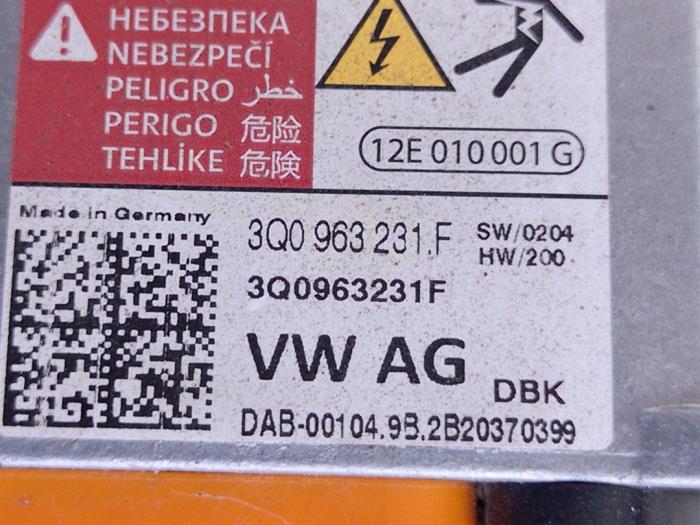 НЕБЕЗПЕКА
NEBEZPEČÍ
PELIGRO خطر
PERIGO 危险
TEHLİKE 危険
12E 010 001 G
Made in Germany
3Q0 963 231.F SW/0204
HW/200
3Q0963231F
VW AG DBK
DAB-00104.9B.2B20370399